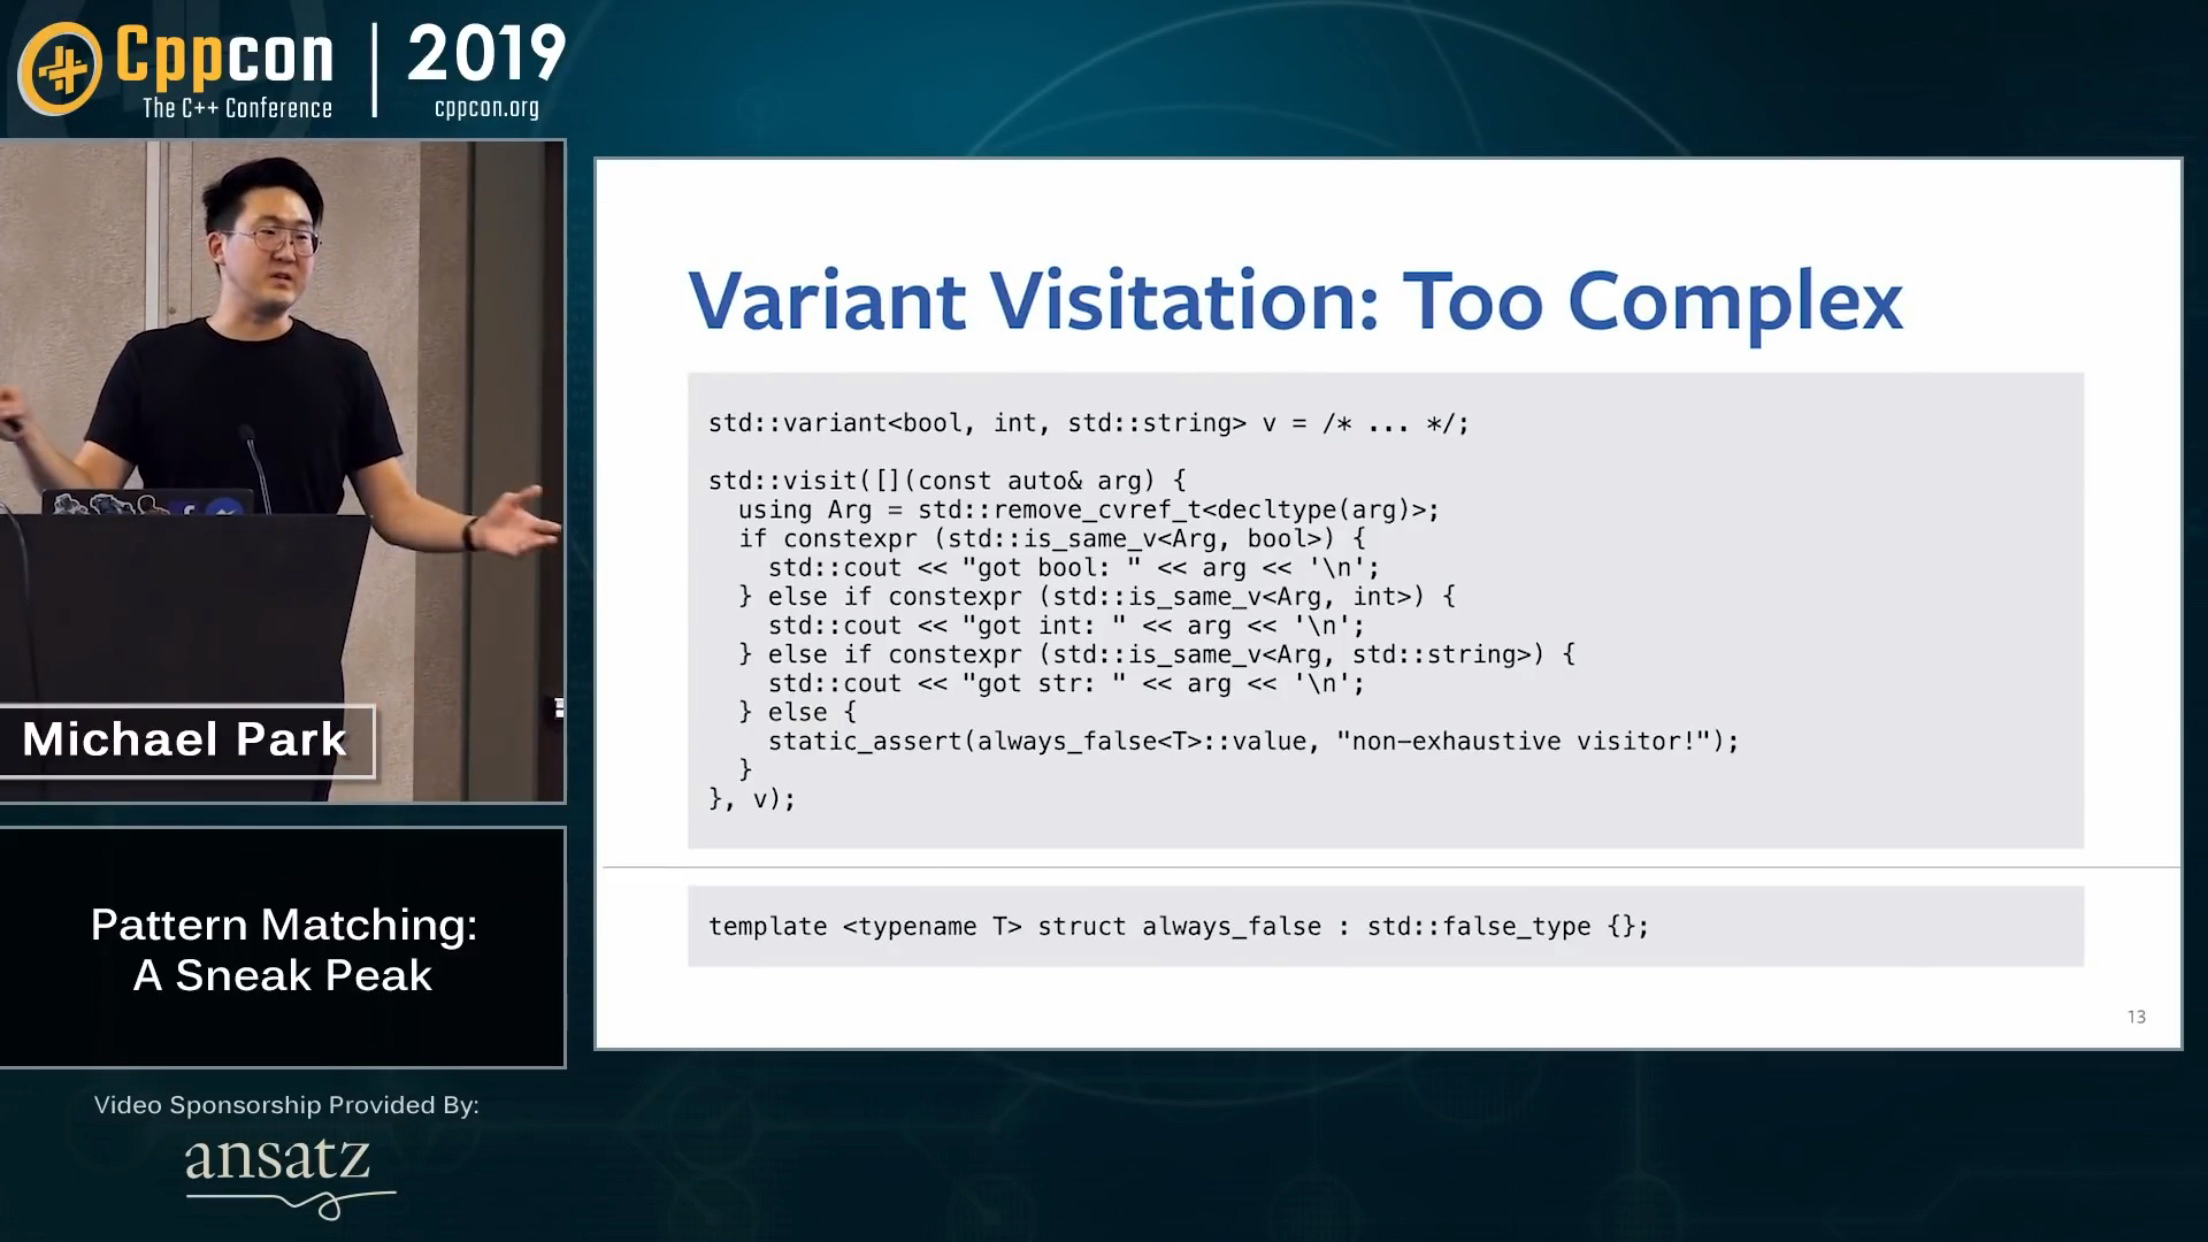 Cppcon
The C++ Conference
2019
cppcon.org
Michael Park
Pattern Matching:
A Sneak Peak
Video Sponsorship Provided By:
ansatz
Variant Visitation: Too Complex
std::variant<bool, int, std::string> v = /* ... */;
std::visit([](const auto& arg) {
  using Arg = std::remove_cvref_t<decltype(arg)>;
  if constexpr (std::is_same_v<Arg, bool>) {
    std::cout << "got bool: " << arg << '\n';
  } else if constexpr (std::is_same_v<Arg, int>) {
    std::cout << "got int: " << arg << '\n';
  } else if constexpr (std::is_same_v<Arg, std::string>) {
    std::cout << "got str: " << arg << '\n';
  } else {
    static_assert(always_false<T>::value, "non-exhaustive visitor!");
  }
}, v);
template <typename T> struct always_false : std::false_type {};
13